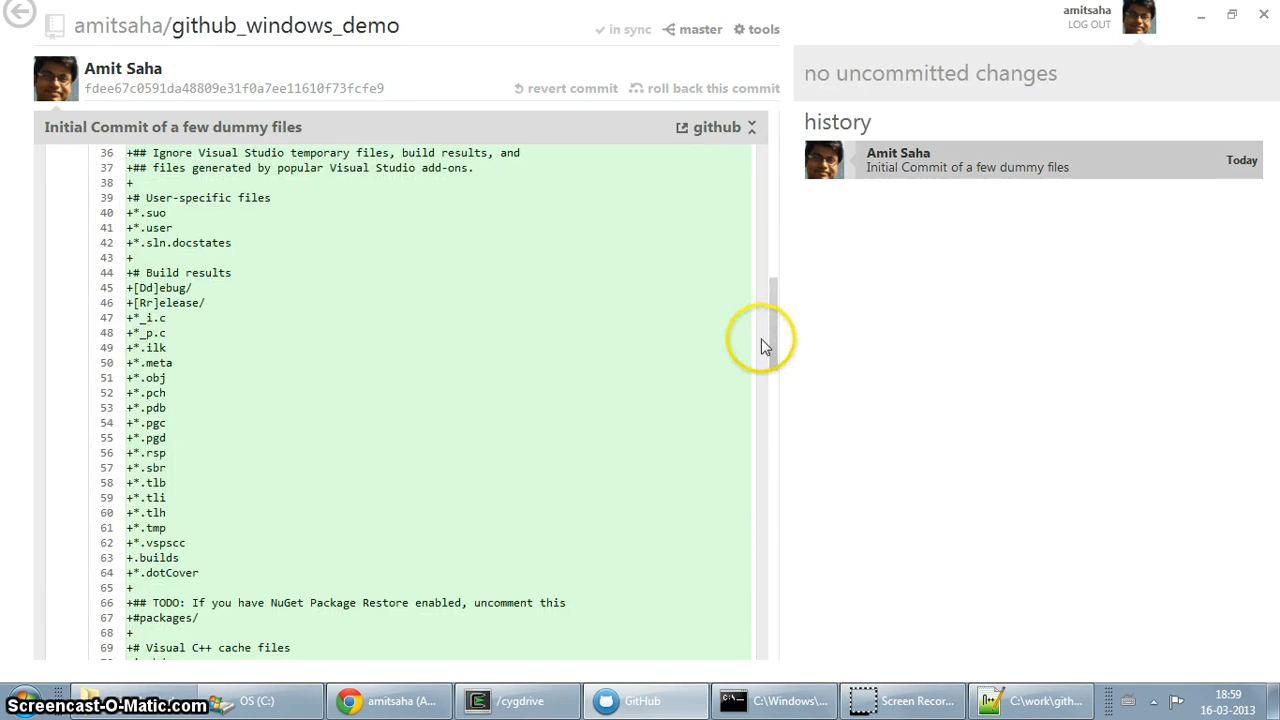 amitsaha/github_windows_demo
in sync
master
tools
amitsaha
LOG OUT
Amit Saha
fdee67c0591da48809e31f0a7ee11610f73fcfe9
revert commit
roll back this commit
no uncommitted changes
Initial Commit of a few dummy files
github
history
Amit Saha
Initial Commit of a few dummy files
Today
36 +## Ignore Visual Studio temporary files, build results, and
37 +## files generated by popular Visual Studio add-ons.
38 +
39 +# User-specific files
40 +*.suo
41 +*.user
42 +*.sln.docstates
43 +
44 +# Build results
45 +[Dd]ebug/
46 +[Rr]elease/
47 +*_i.c
48 +*_p.c
49 +*.ilk
50 +*.meta
51 +*.obj
52 +*.pch
53 +*.pdb
54 +*.pgc
55 +*.pgd
56 +*.rsp
57 +*.sbr
58 +*.tlb
59 +*.tli
60 +*.tlh
61 +*.tmp
62 +*.vspscc
63 +.builds
64 +*.dotCover
65 +
66 +## TODO: If you have NuGet Package Restore enabled, uncomment this
67 +#packages/
68 +
69 +# Visual C++ cache files
Screencast-O-Matic.com
OS (C:)
amitsaha (A...
/cygdrive
GitHub
C:\Windows\...
Screen Recor...
C:\work\gith...
18:59
16-03-2013